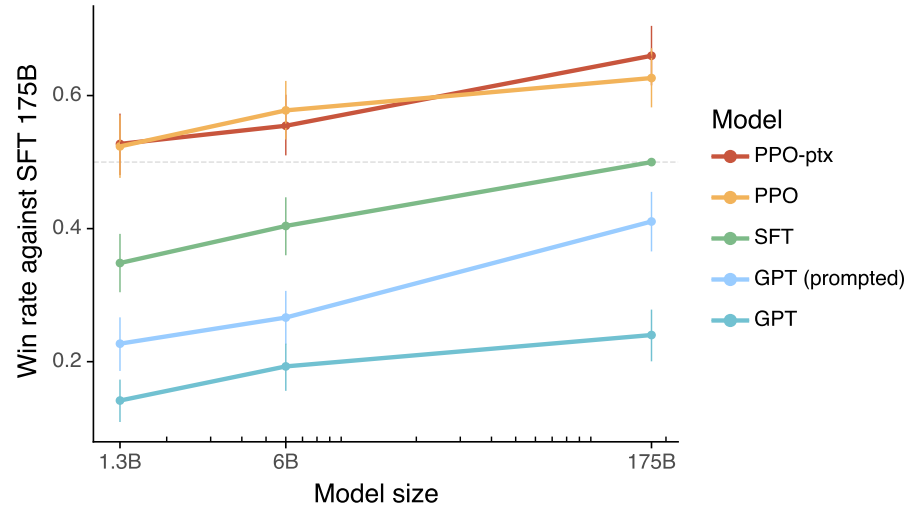 Win rate against SFT 175B
0.6
0.4
0.2
1.3B
6B
175B
Model size
Model
PPO-ptx
PPO
SFT
GPT (prompted)
GPT